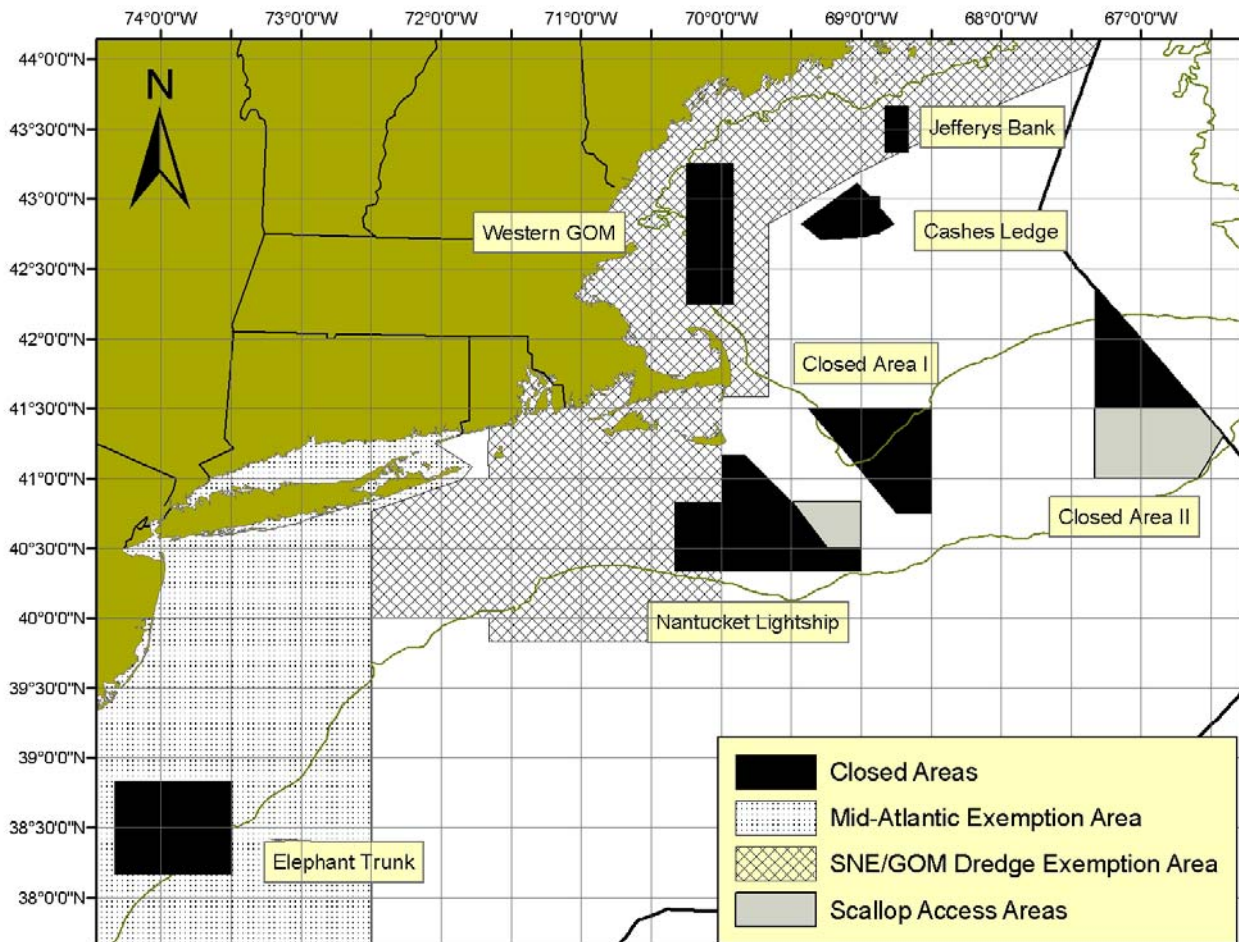 74°0'0"W 73°0'0"W 72°0'0"W 71°0'0"W 70°0'0"W 69°0'0"W 68°0'0"W 67°0'0"W
44°0'0"N
N
43°30'0"N
Jefferys Bank
43°0'0"N
Western GOM
Cashes Ledge
42°30'0"N
42°0'0"N
Closed Area I
41°30'0"N
41°0'0"N
Closed Area II
40°30'0"N
40°0'0"N
Nantucket Lightship
39°30'0"N
39°0'0"N
Closed Areas
38°30'0"N
Mid-Atlantic Exemption Area
Elephant Trunk
SNE/GOM Dredge Exemption Area
38°0'0"N
Scallop Access Areas